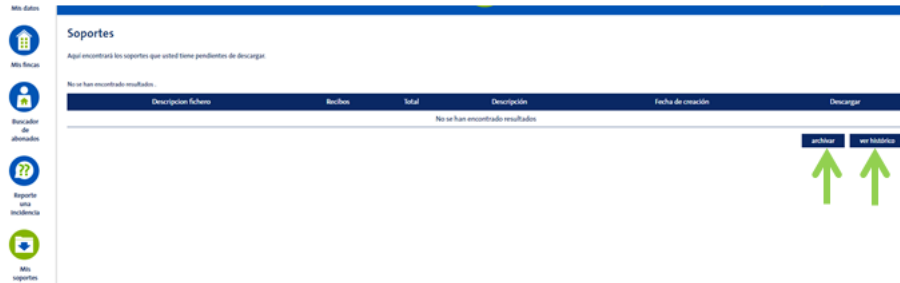 Mis datos
Mis fincas
Buscador
de
abonados
Reporte
una
incidencia
Mis
soportes
Soportes
Aquí encontrará los soportes que usted tiene pendientes de descargar.
No se han encontrado resultados.
Descripcion fichero Recibos Total Descripción Fecha de creación Descargar
No se han encontrado resultados
archivar ver histórico